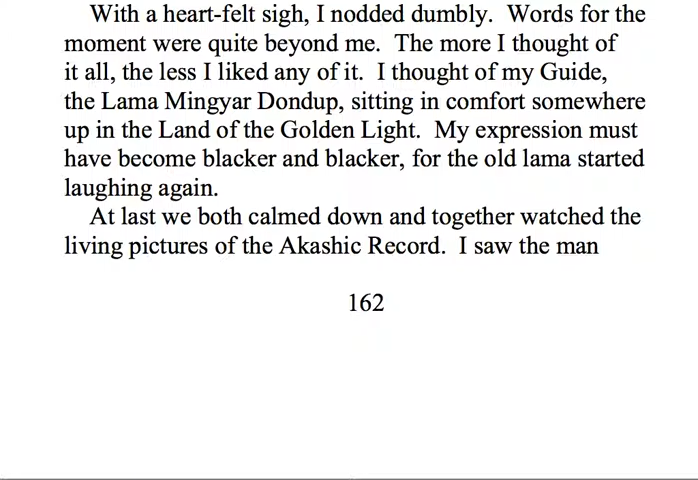 With a heart-felt sigh, I nodded dumbly. Words for the
moment were quite beyond me. The more I thought of
it all, the less I liked any of it. I thought of my Guide,
the Lama Mingyar Dondup, sitting in comfort somewhere
up in the Land of the Golden Light. My expression must
have become blacker and blacker, for the old lama started
laughing again.
At last we both calmed down and together watched the
living pictures of the Akashic Record. I saw the man
162